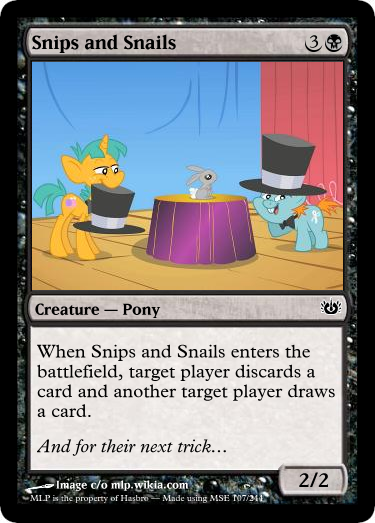 Snips and Snails 3
Creature — Pony
When Snips and Snails enters the
battlefield, target player discards a
card and another target player draws
a card.
And for their next trick…
2/2
Image c/o mlp.wikia.com
MLP is the property of Hasbro — Made using MSE 107/244